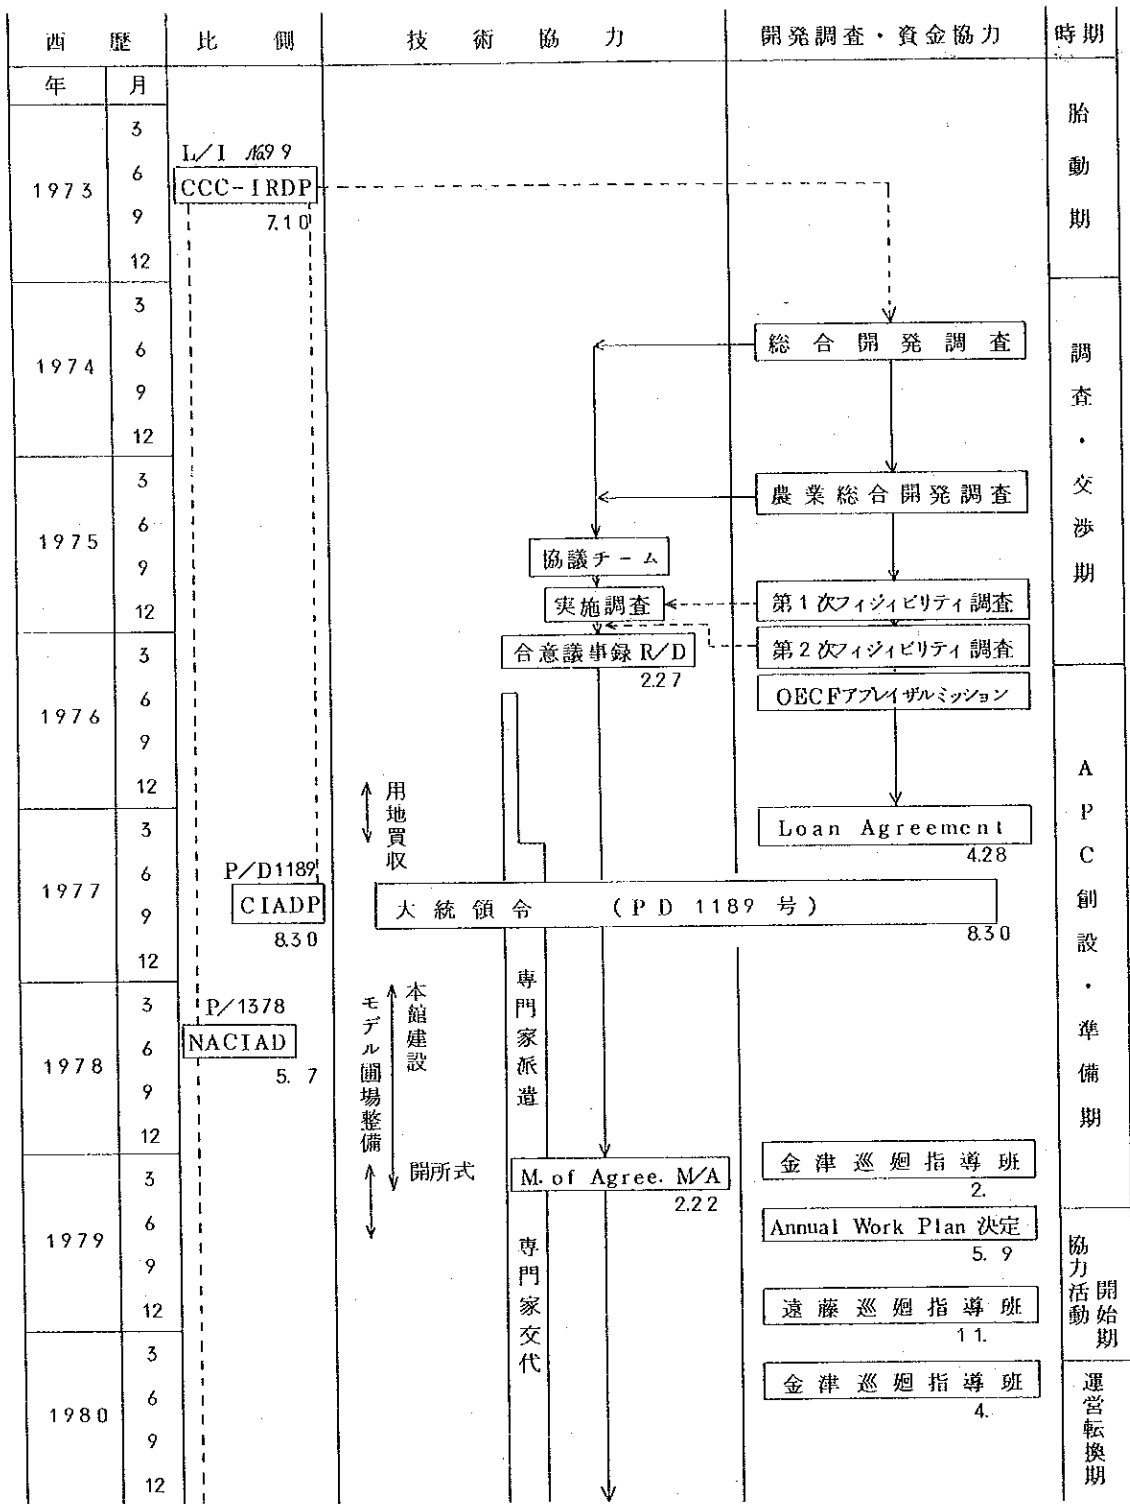 西歴 比側 技術協力 開発調査・資金協力 時期
年 月
1973
3
6
9
12
L/I №99
CCC-IRDP
7.10
胎動期
1974
3
6
9
12
総合開発調査
調査・交渉期
1975
3
6
9
12
農業総合開発調査
協議チーム
実施調査
第1次フィジィビリティ調査
1976
3
6
9
12
合意議事録 R/D
2.27
第2次フィジィビリティ調査
OECFアプレイザルミッション
用地買収
APC創設・準備期
1977
3
6
9
12
Loan Agreement
4.28
P/D1189
CIADP
8.30
大統領令 (PD 1189 号)
8.30
専門家派遣
1978
3
6
9
12
P/1378
NACIAD
5.7
本館建設
モデル圃場整備
1979
3
6
9
12
開所式
M. of Agree. M/A
2.22
金津巡廻指導班
2.
Annual Work Plan 決定
5.9
専門家交代
遠藤巡廻指導班
11.
協力活動開始期
1980
3
6
9
12
金津巡廻指導班
4.
運営転換期